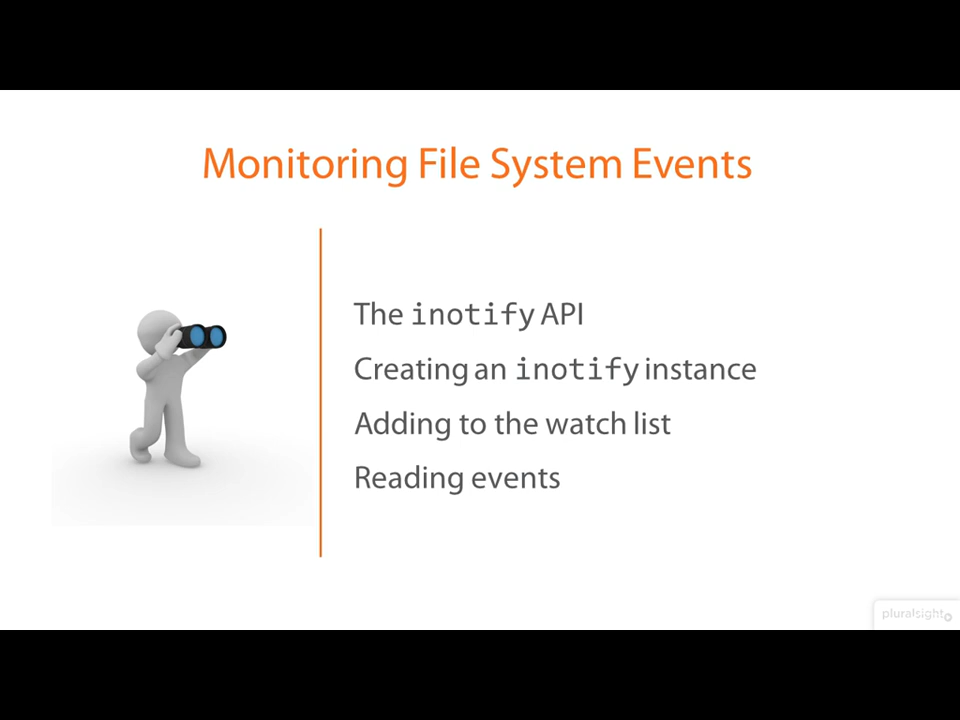 Monitoring File System Events
The inotify API
Creating an inotify instance
Adding to the watch list
Reading events
pluralsight